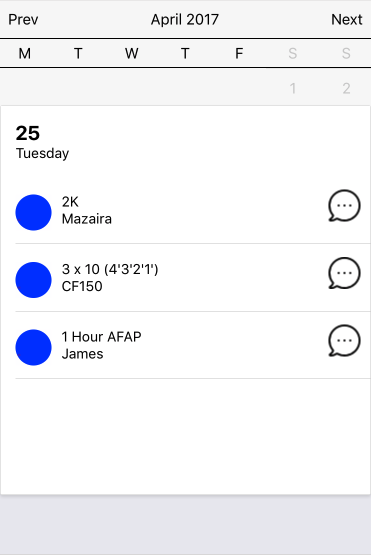 Prev April 2017 Next
M T W T F S S
1 2
25
Tuesday
2K
Mazaira
3 x 10 (4'3'2'1')
CF150
1 Hour AFAP
James